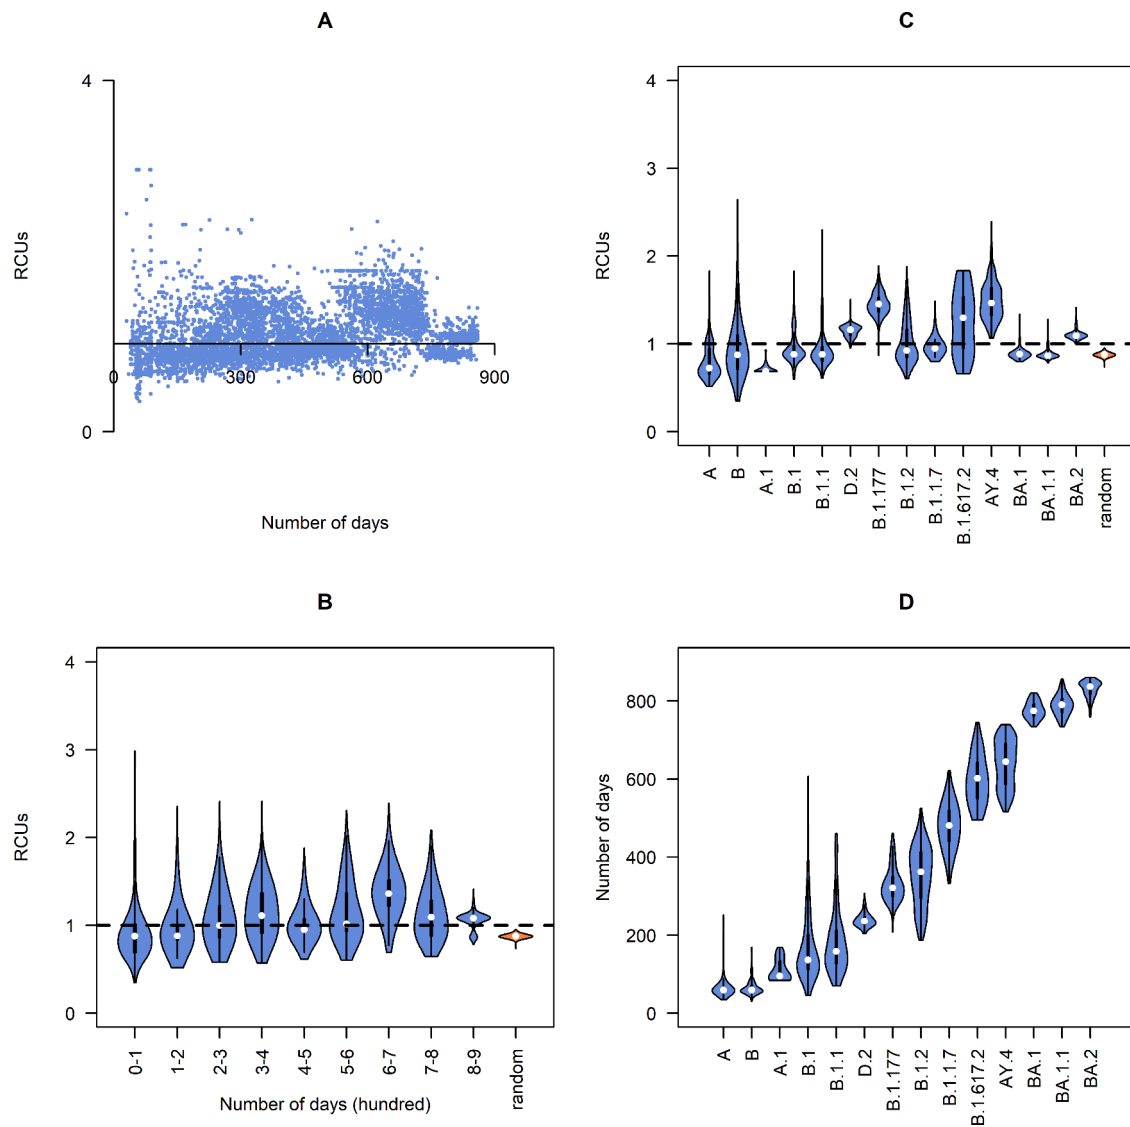 A
4
RCUs
0
0
300
600
900
Number of days
C
4
3
2
1
0
RCUs
A
B
A.1
B.1
B.1.1
D.2
B.1.177
B.1.2
B.1.1.7
B.1.617.2
AY.4
BA.1
BA.1.1
BA.2
random
B
4
3
2
1
0
RCUs
0-1
1-2
2-3
3-4
4-5
5-6
6-7
7-8
8-9
random
Number of days (hundred)
D
800
600
400
200
0
Number of days
A
B
A.1
B.1
B.1.1
D.2
B.1.177
B.1.2
B.1.1.7
B.1.617.2
AY.4
BA.1
BA.1.1
BA.2